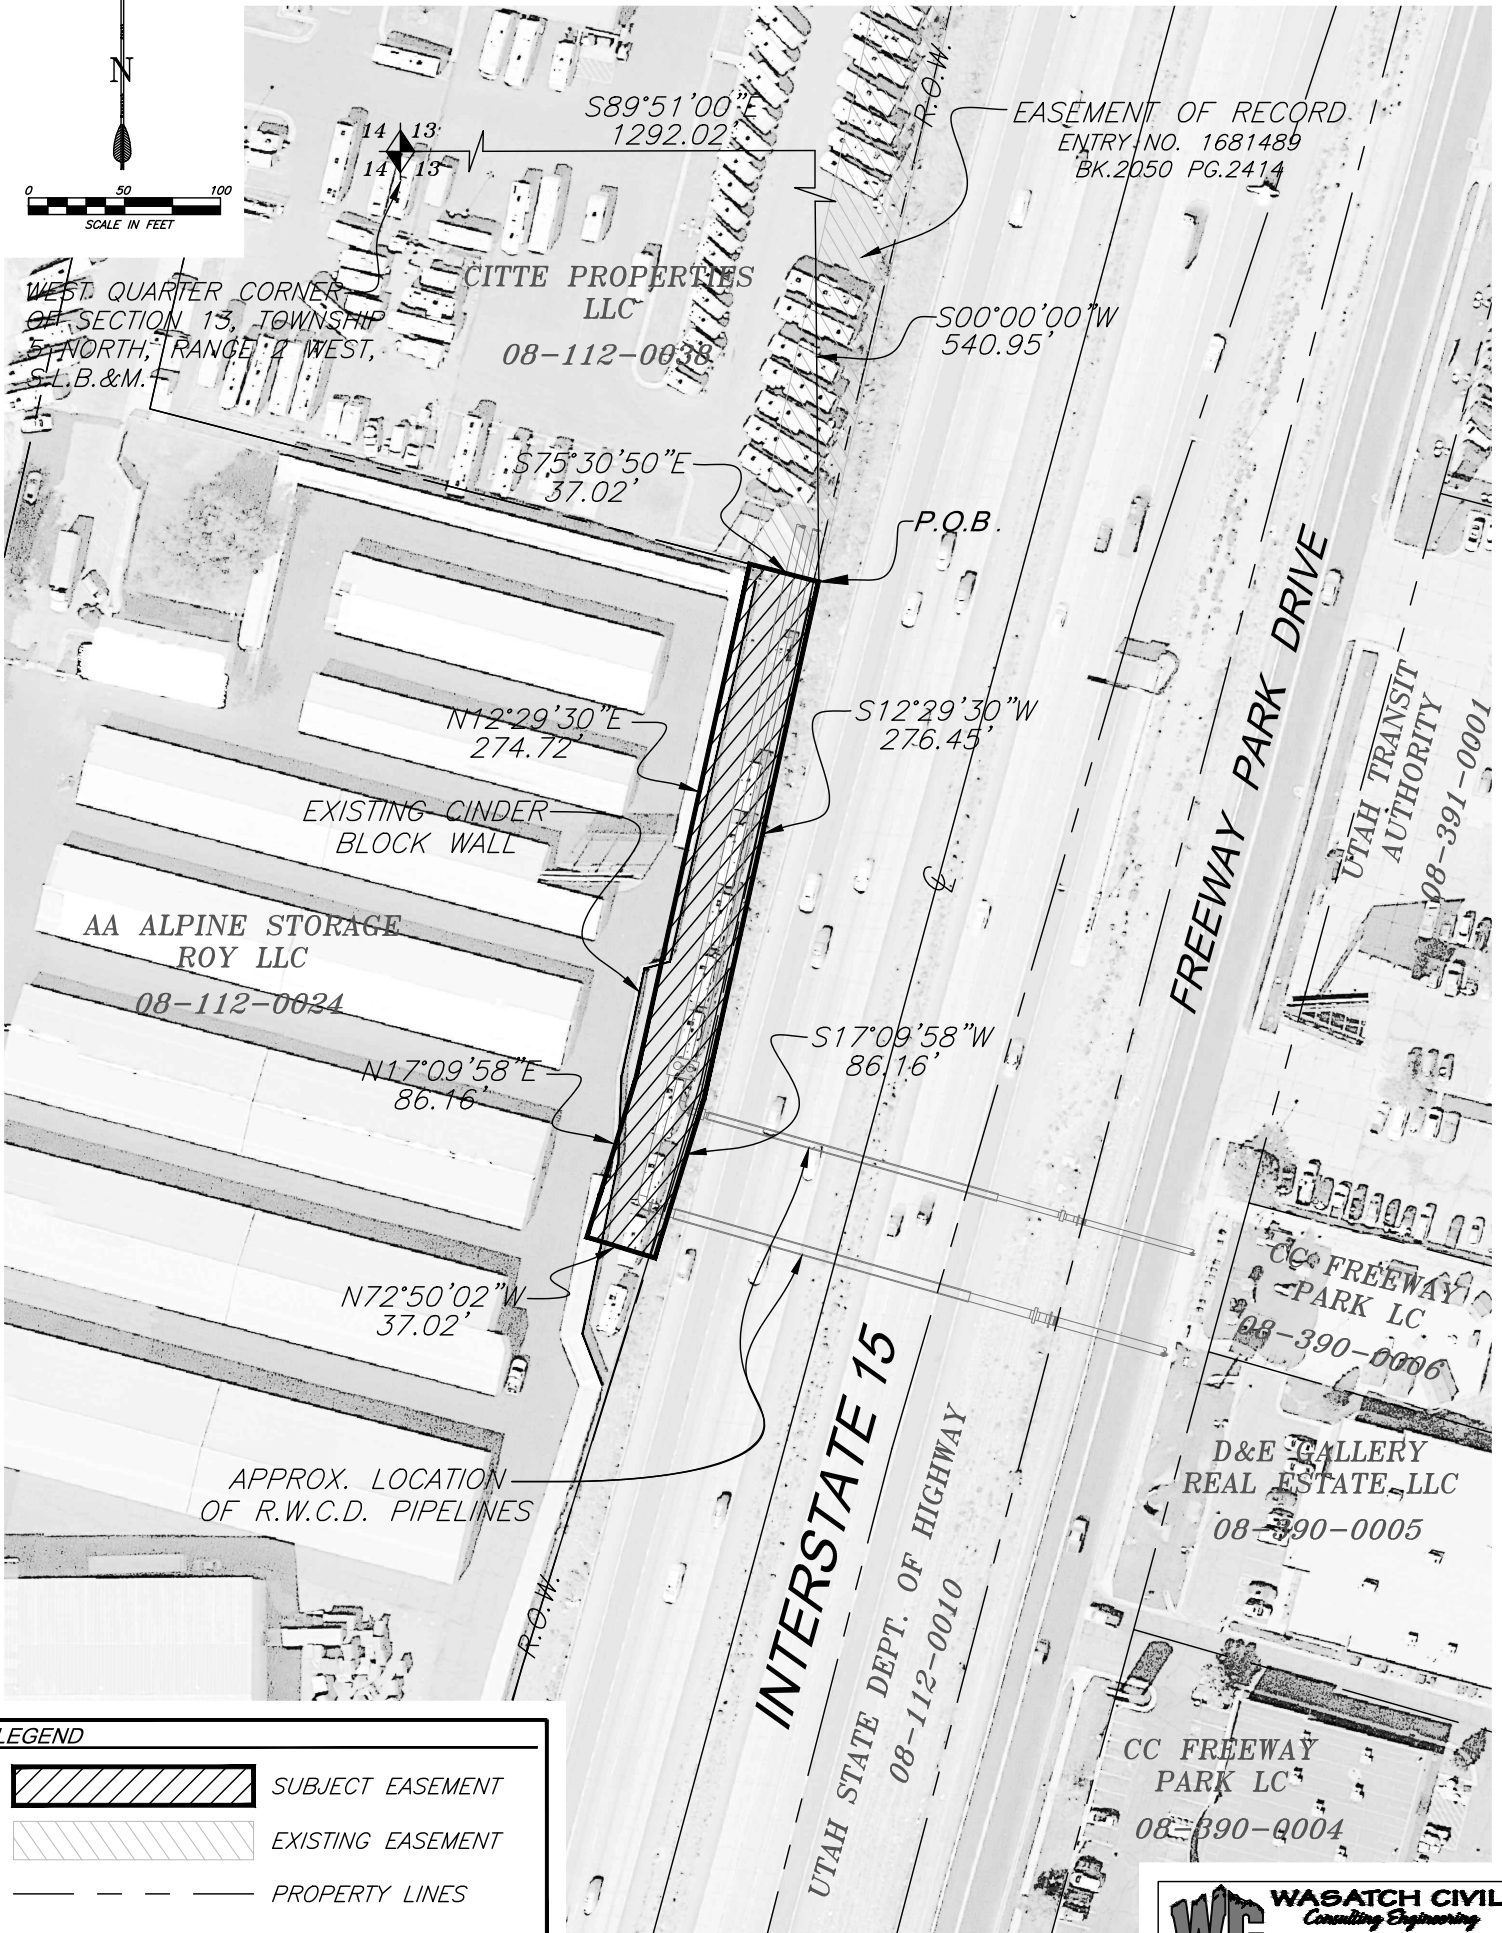 N
0 50 100
SCALE IN FEET
14 13
14 13
S89°51'00"E
1292.02'
R.O.W.
EASEMENT OF RECORD
ENTRY NO. 1681489
BK.2050 PG.2414
WEST QUARTER CORNER
OF SECTION 13, TOWNSHIP
5 NORTH, RANGE 2 WEST,
S.L.B.&M.
CITTE PROPERTIES
LLC
08-112-0038
S00°00'00"W
540.95'
S75°30'50"E
37.02'
P.O.B.
N12°29'30"E
274.72'
S12°29'30"W
276.45'
EXISTING CINDER
BLOCK WALL
FREEWAY PARK DRIVE
UTAH TRANSIT
AUTHORITY
08-391-0001
AA ALPINE STORAGE
ROY LLC
08-112-0024
N17°09'58"E
86.16'
S17°09'58"W
86.16'
N72°50'02"W
37.02'
CC FREEWAY
PARK LC
08-390-0006
D&E GALLERY
REAL ESTATE LLC
08-390-0005
APPROX. LOCATION
OF R.W.C.D. PIPELINES
INTERSTATE 15
UTAH STATE DEPT. OF HIGHWAY
08-112-0010
R.O.W.
CC FREEWAY
PARK LC
08-390-0004
LEGEND
SUBJECT EASEMENT
EXISTING EASEMENT
PROPERTY LINES
WASATCH CIVIL
Consulting Engineering